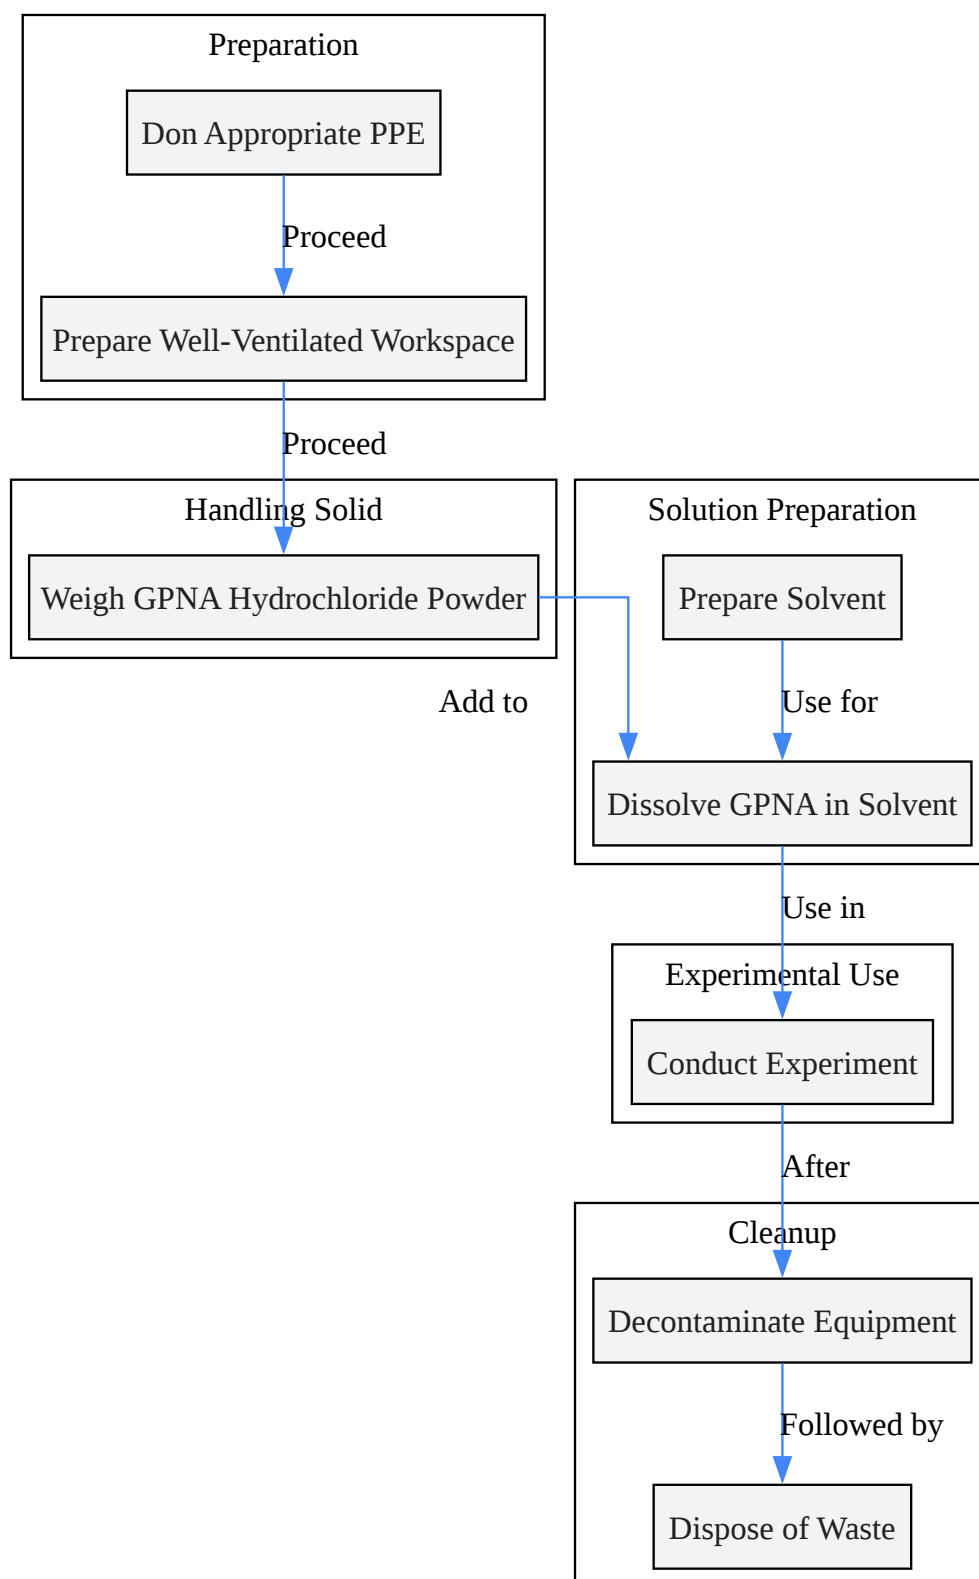 Preparation
Don Appropriate PPE
Proceed
Prepare Well-Ventilated Workspace
Proceed
Handling Solid
Weigh GPNA Hydrochloride Powder
Add to
Solution Preparation
Prepare Solvent
Use for
Dissolve GPNA in Solvent
Use in
Experimental Use
Conduct Experiment
After
Cleanup
Decontaminate Equipment
Followed by
Dispose of Waste